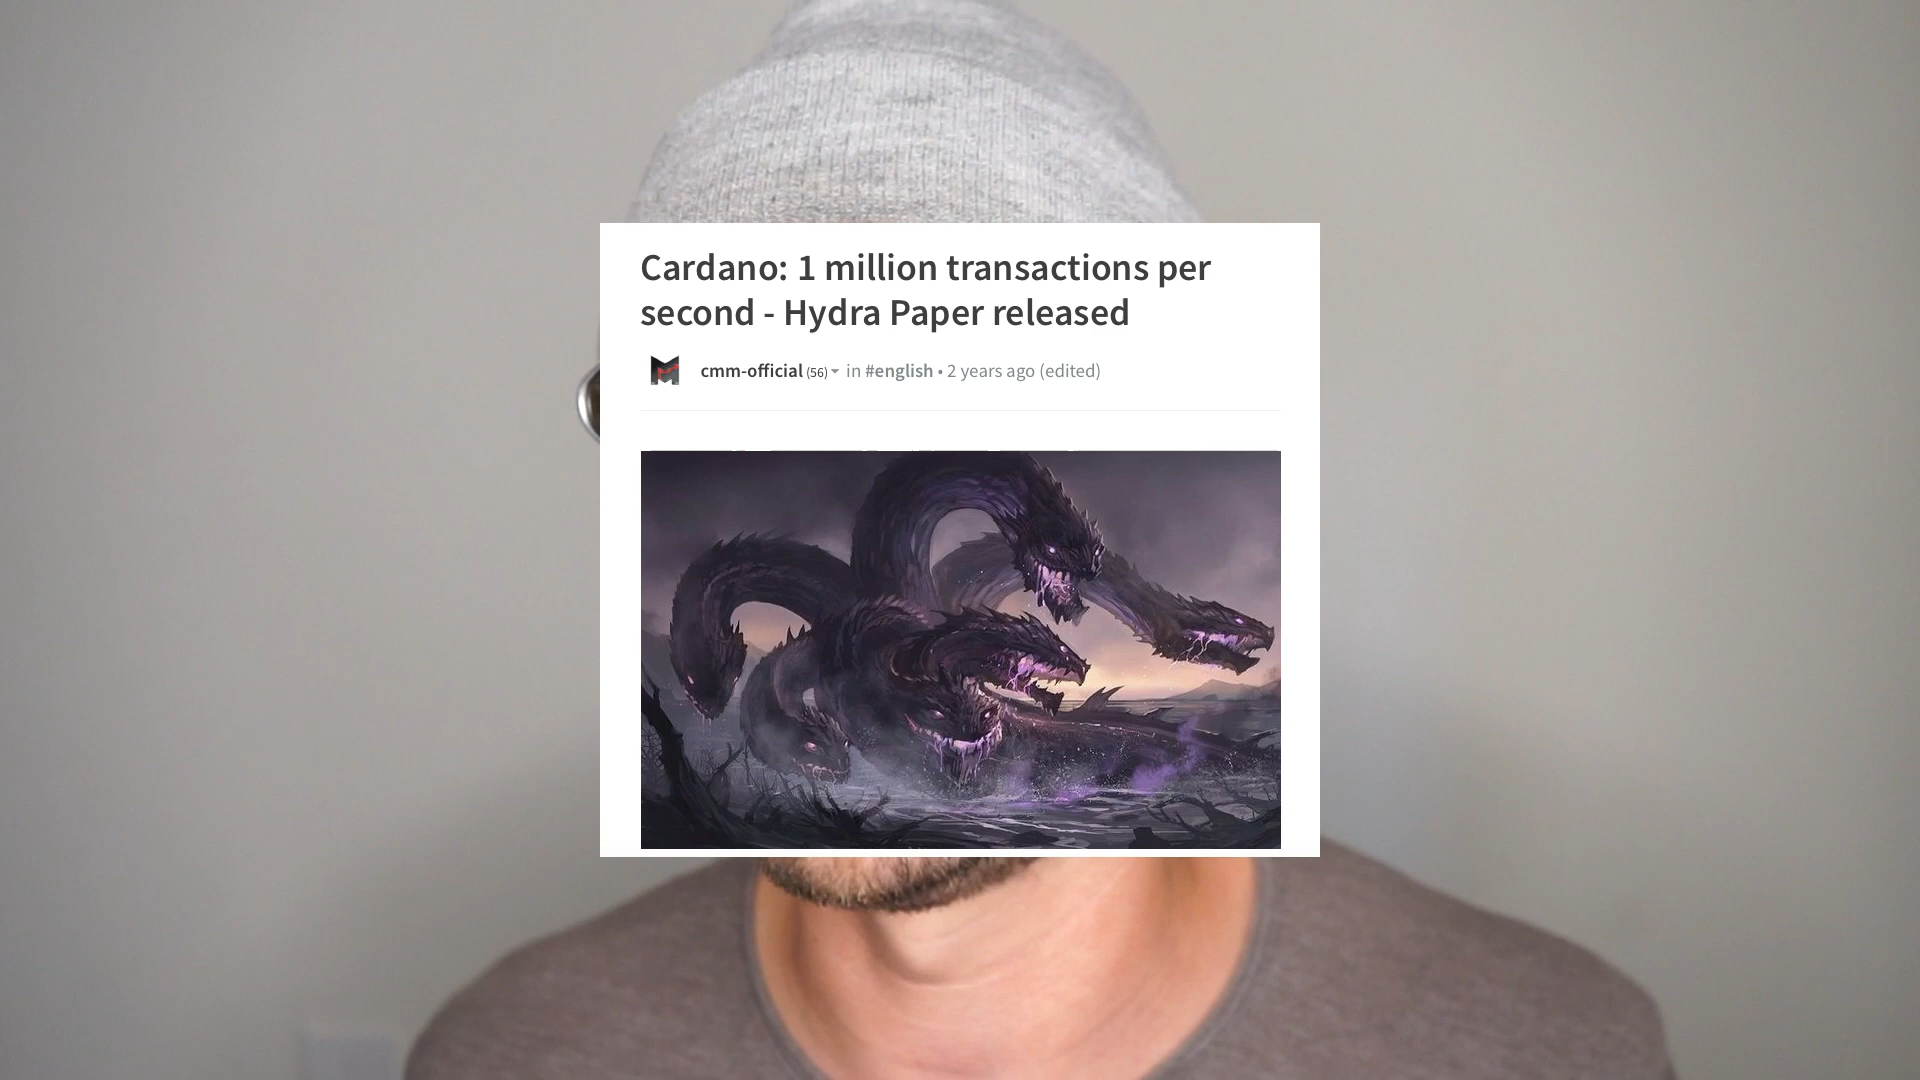 Cardano: 1 million transactions per
second - Hydra Paper released
cmm-official (56) in #english • 2 years ago (edited)